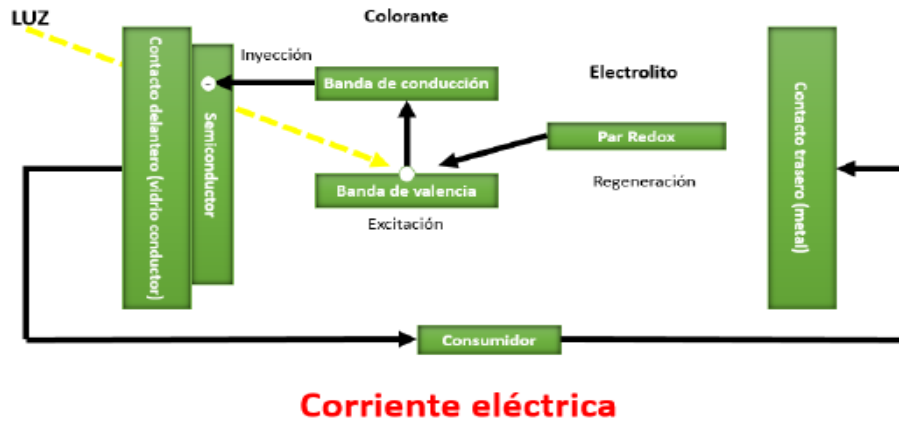 LUZ
Colorante
Contacto delantero (vidrio conductor)
Semiconductor
Inyección
-
Banda de conducción
Electrolito
Par Redox
Banda de valencia
Regeneración
Excitación
Contacto trasero (metal)
Consumidor
Corriente eléctrica